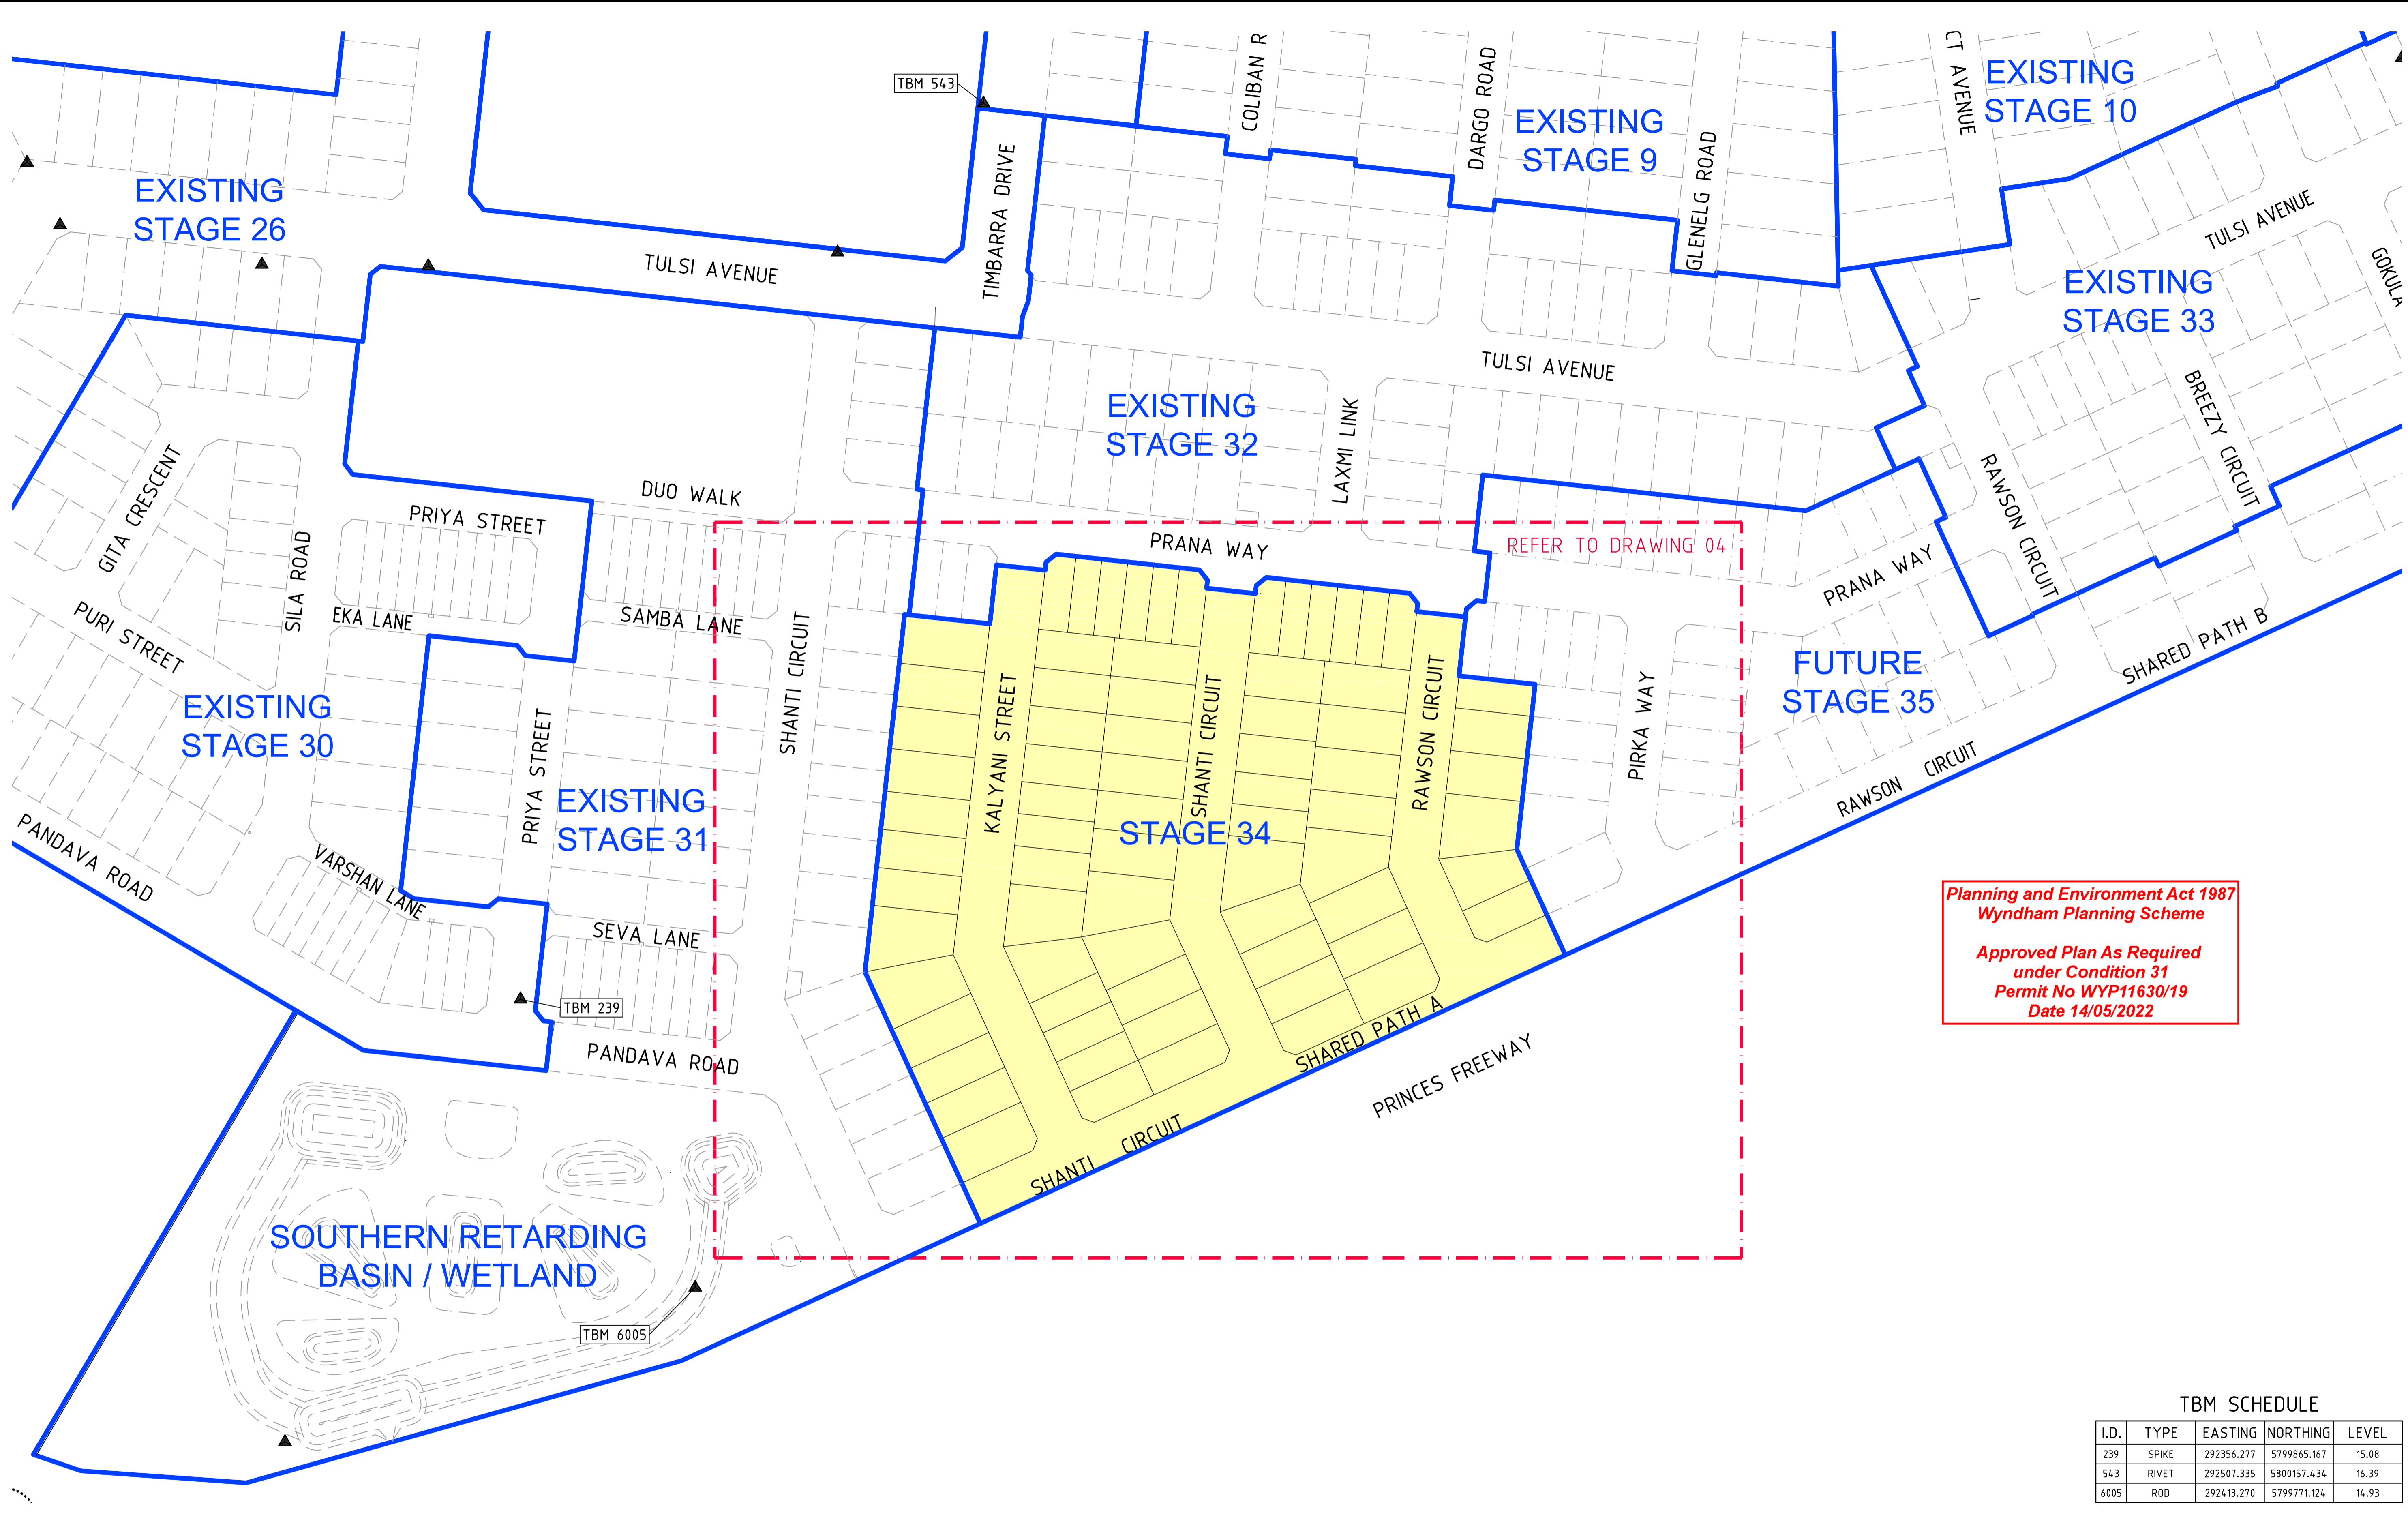 COLIBAN R
DARGO ROAD
GLENELG ROAD
CT AVENUE
EXISTING
STAGE 10
TBM 543
EXISTING
STAGE 9
TIMBARRA DRIVE
EXISTING
STAGE 26
TULSI AVENUE
TULSI AVENUE
GOKULA
EXISTING
STAGE 33
TULSI AVENUE
BREEZY CIRCUIT
EXISTING
STAGE 32
LAXMI LINK
RAWSON CIRCUIT
GITA CRESCENT
DUO WALK
PRIYA STREET
PRANA WAY
REFER TO DRAWING 04
SILA ROAD
PRANA WAY
PURI STREET
EKA LANE
SAMBA LANE
SHANTI CIRCUIT
SHARED PATH B
FUTURE
STAGE 35
EXISTING
STAGE 30
KALYANI STREET
SHANTI CIRCUIT
RAWSON CIRCUIT
PIRKA WAY
PRIYA STREET
RAWSON CIRCUIT
EXISTING
STAGE 31
STAGE 34
PANDAVA ROAD
VARSHAN LANE
SEVA LANE
Planning and Environment Act 1987
Wyndham Planning Scheme
Approved Plan As Required
under Condition 31
Permit No WYP11630/19
Date 14/05/2022
TBM 239
PANDAVA ROAD
SHARED PATH A
PRINCES FREEWAY
SHANTI CIRCUIT
SOUTHERN RETARDING
BASIN / WETLAND
TBM 6005
TBM SCHEDULE
I.D. TYPE EASTING NORTHING LEVEL
239 SPIKE 292356.277 5799865.167 15.08
543 RIVET 292507.335 5800157.434 16.39
6005 ROD 292413.270 5799771.124 14.93